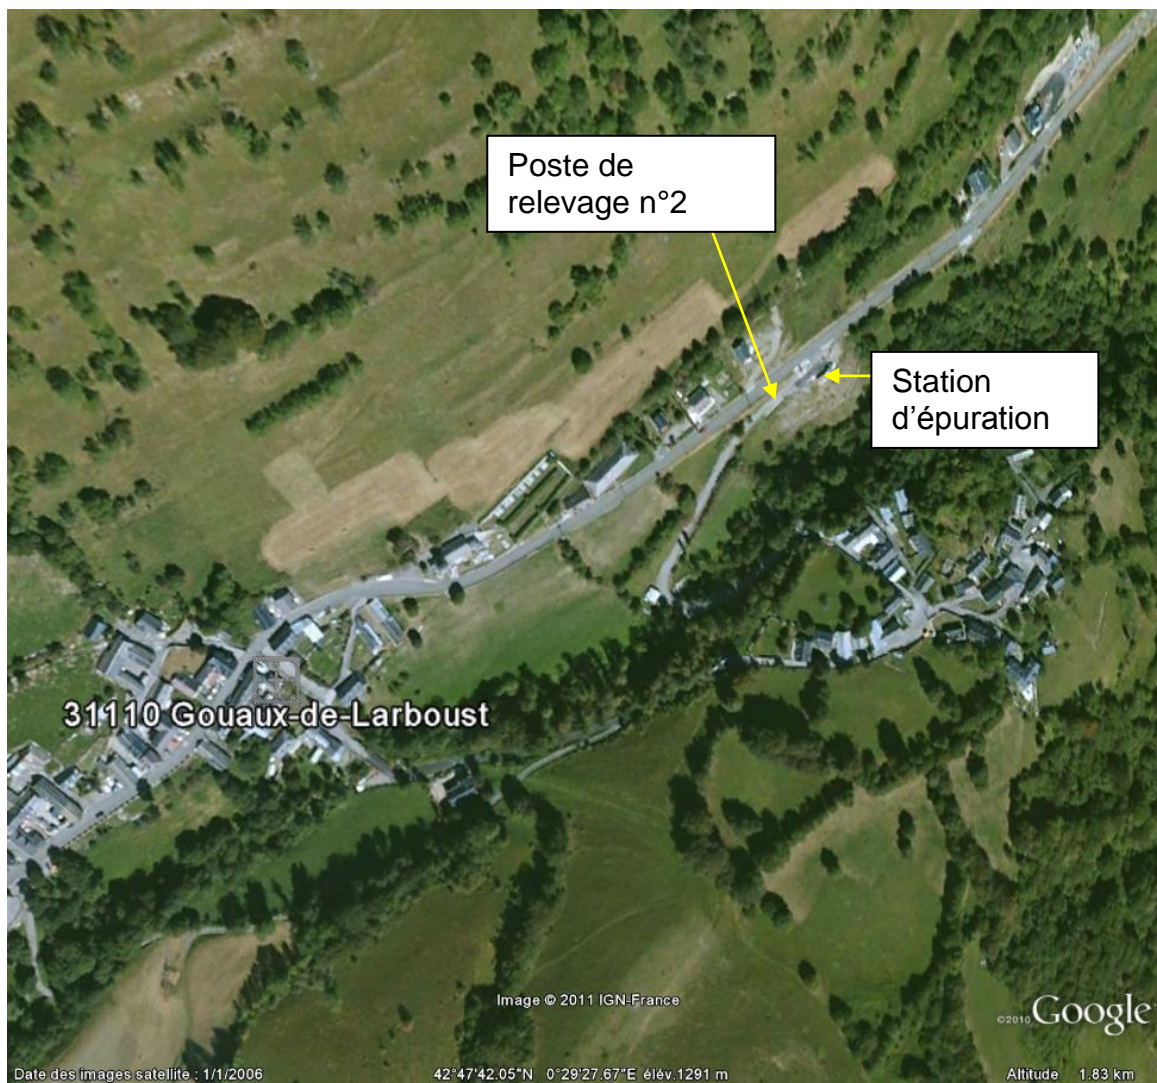 Poste de
relevage n°2
Station
d'épuration
31110 Gouaux-de-Larboust
Image © 2011 IGN-France
©2010 Google
Date des images satellite : 1/1/2006 42°47'42.05"N 0°29'27.67"E élév.1291 m Altitude 1.83 km